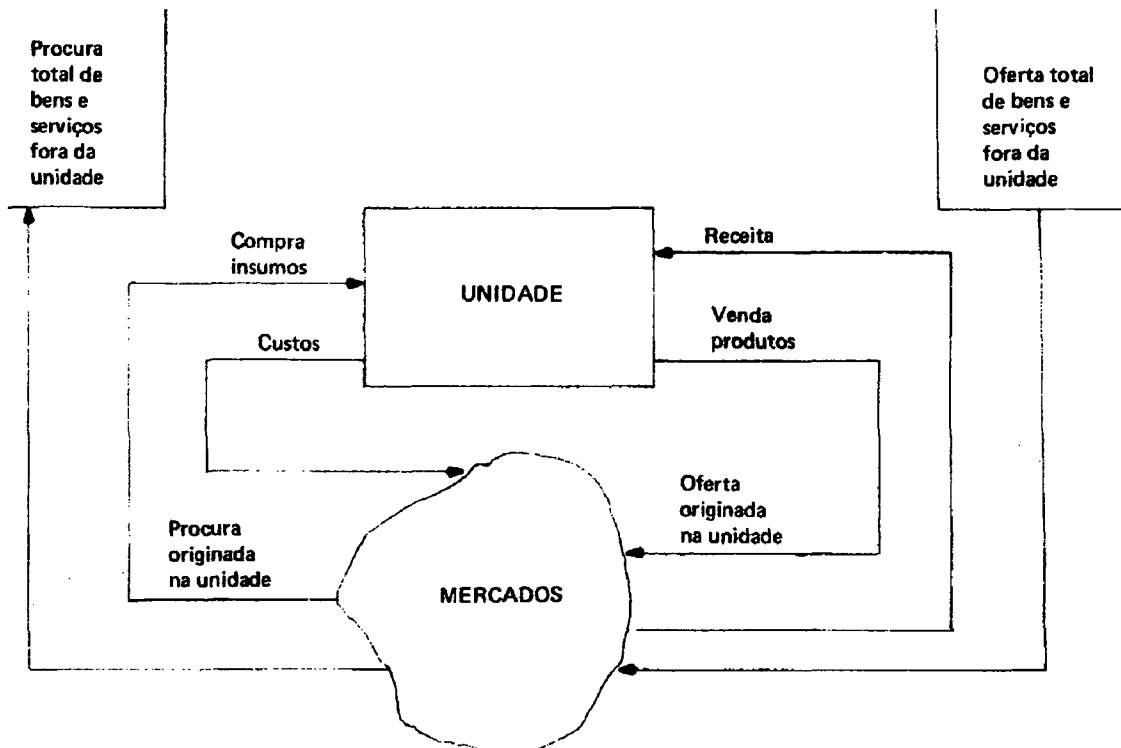 Procura
total de
bens e
serviços
fora da
unidade
Oferta total
de bens e
serviços
fora da
unidade
Compra
insumos
Receita
UNIDADE
Custos
Venda
produtos
Procura
originada
na unidade
Oferta
originada
na unidade
MERCADOS